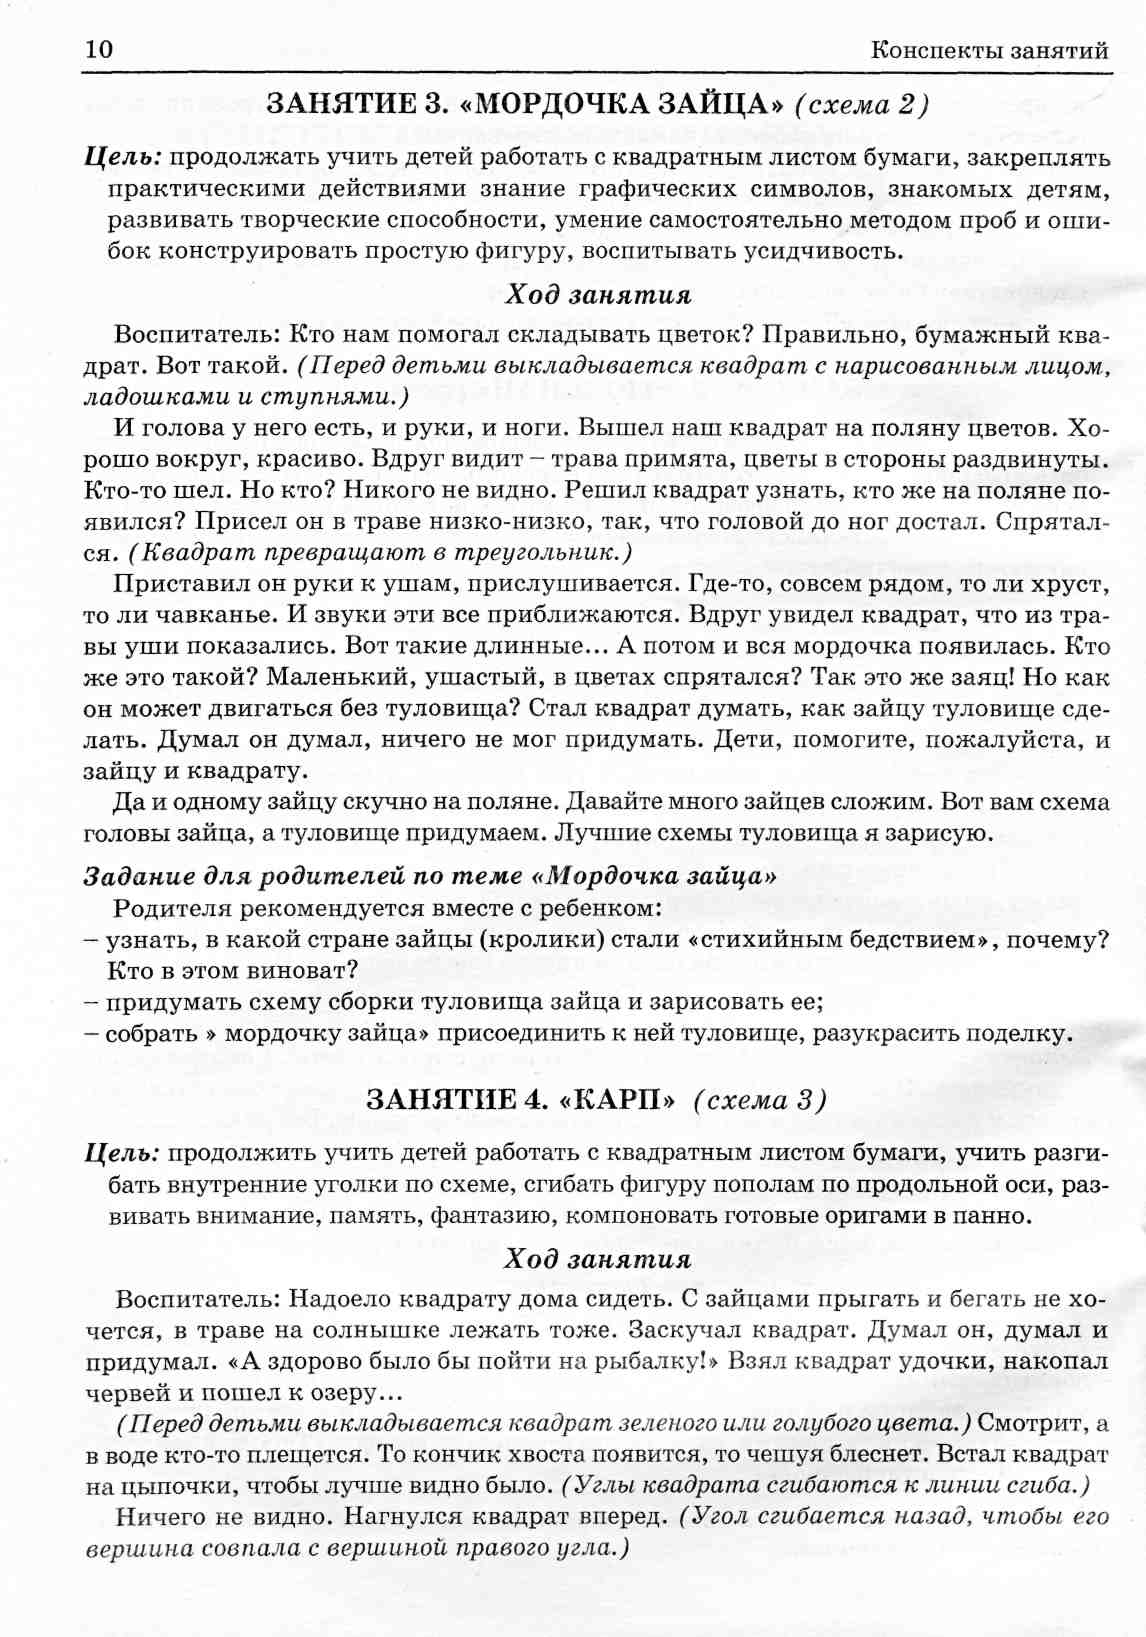 10 Конспекты занятий
ЗАНЯТИЕ 3. «МОРДОЧКА ЗАЙЦА» (схема 2)
Цель: продолжать учить детей работать с квадратным листом бумаги, закреплять
практическими действиями знание графических символов, знакомых детям,
развивать творческие способности, умение самостоятельно методом проб и оши-
бок конструировать простую фигуру, воспитывать усидчивость.
Ход занятия
Воспитатель: Кто нам помогал складывать цветок? Правильно, бумажный ква-
драт. Вот такой. (Перед детьми выкладывается квадрат с нарисованным лицом,
ладошками и ступнями.)
И голова у него есть, и руки, и ноги. Вышел наш квадрат на поляну цветов. Хо-
рошо вокруг, красиво. Вдруг видит – трава примята, цветы в стороны раздвинуты.
Кто-то шел. Но кто? Никого не видно. Решил квадрат узнать, кто же на поляне по-
явился? Присел он в траве низко-низко, так, что головой до ног достал. Спрятал-
ся. (Квадрат превращают в треугольник.)
Приставил он руки к ушам, прислушивается. Где-то, совсем рядом, то ли хруст,
то ли чавканье. И звуки эти все приближаются. Вдруг увидел квадрат, что из тра-
вы уши показались. Вот такие длинные... А потом и вся мордочка появилась. Кто
же это такой? Маленький, ушастый, в цветах спрятался? Так это же заяц! Но как
он может двигаться без туловища? Стал квадрат думать, как зайцу туловище сде-
лать. Думал он думал, ничего не мог придумать. Дети, помогите, пожалуйста, и
зайцу и квадрату.
Да и одному зайцу скучно на поляне. Давайте много зайцев сложим. Вот вам схема
головы зайца, а туловище придумаем. Лучшие схемы туловища я зарисую.
Задание для родителей по теме «Мордочка зайца»
Родителя рекомендуется вместе с ребенком:
– узнать, в какой стране зайцы (кролики) стали «стихийным бедствием», почему?
Кто в этом виноват?
– придумать схему сборки туловища зайца и зарисовать ее;
– собрать » мордочку зайца» присоединить к ней туловище, разукрасить поделку.
ЗАНЯТИЕ 4. «КАРП» (схема 3)
Цель: продолжить учить детей работать с квадратным листом бумаги, учить разги-
бать внутренние уголки по схеме, сгибать фигуру пополам по продольной оси, раз-
вивать внимание, память, фантазию, компоновать готовые оригами в панно.
Ход занятия
Воспитатель: Надоело квадрату дома сидеть. С зайцами прыгать и бегать не хо-
чется, в траве на солнышке лежать тоже. Заскучал квадрат. Думал он, думал и
придумал. «А здорово было бы пойти на рыбалку!» Взял квадрат удочки, накопал
червей и пошел к озеру...
(Перед детьми выкладывается квадрат зеленого или голубого цвета.) Смотрит, а
в воде кто-то плещется. То кончик хвоста появится, то чешуя блеснет. Встал квадрат
на цыпочки, чтобы лучше видно было. (Углы квадрата сгибаются к линии сгиба.)
Ничего не видно. Нагнулся квадрат вперед. (Угол сгибается назад, чтобы его
вершина совпала с вершиной правого угла.)